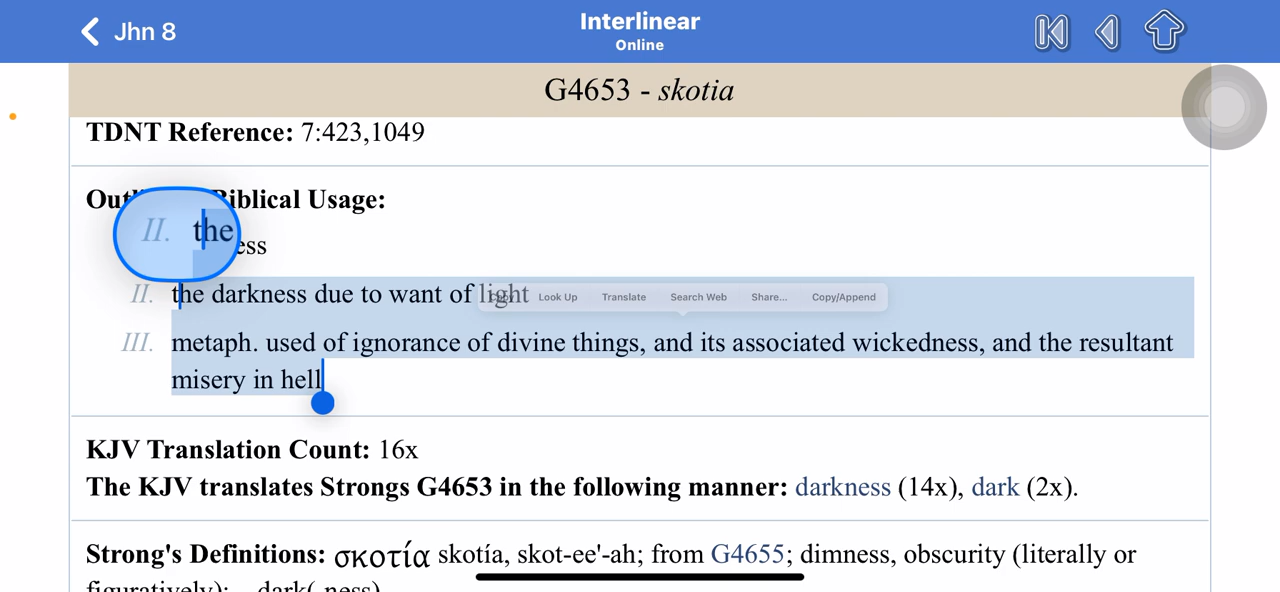 Jhn 8
Interlinear
Online
G4653 - skotia
TDNT Reference: 7:423,1049
Biblical Usage:
II. the
ess
II. the darkness due to want of light
Look Up Translate Search Web Share... Copy/Append
III. metaph. used of ignorance of divine things, and its associated wickedness, and the resultant
misery in hell
KJV Translation Count: 16x
The KJV translates Strongs G4653 in the following manner: darkness (14x), dark (2x).
Strong's Definitions: σκοτία skotía, skot-ee'-ah; from G4655; dimness, obscurity (literally or
figuratively):